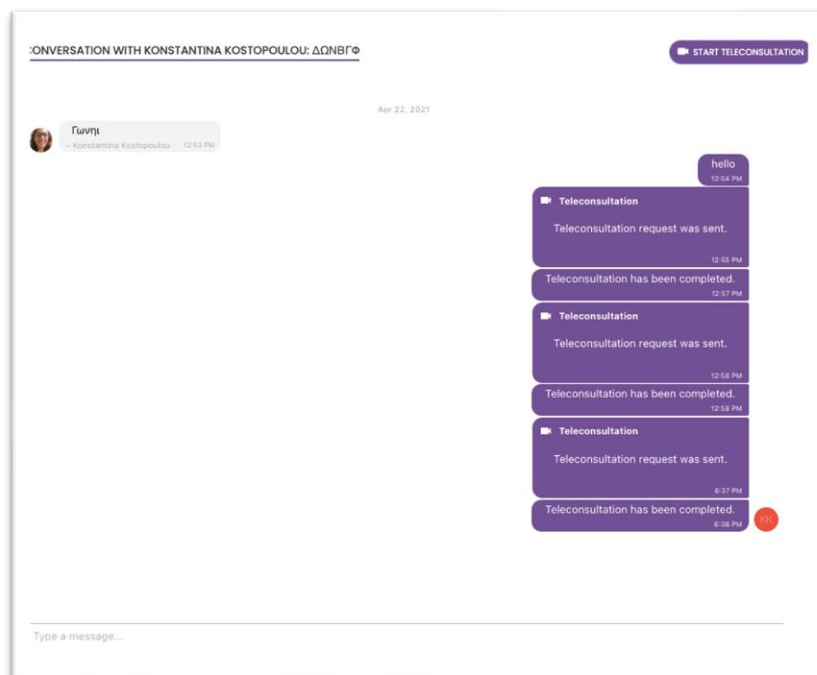 CONVERSATION WITH KONSTANTINA KOSTOPOULOU: ΔΩΝΒΓΦ
START TELECONSULTATION
Apr 22, 2021
Γωνηι
– Konstantina Kostopoulou 12:53 PM
hello
12:54 PM
Teleconsultation
Teleconsultation request was sent.
12:55 PM
Teleconsultation has been completed.
12:57 PM
Teleconsultation
Teleconsultation request was sent.
12:58 PM
Teleconsultation has been completed.
12:58 PM
Teleconsultation
Teleconsultation request was sent.
6:37 PM
Teleconsultation has been completed.
6:38 PM
KK
Type a message...